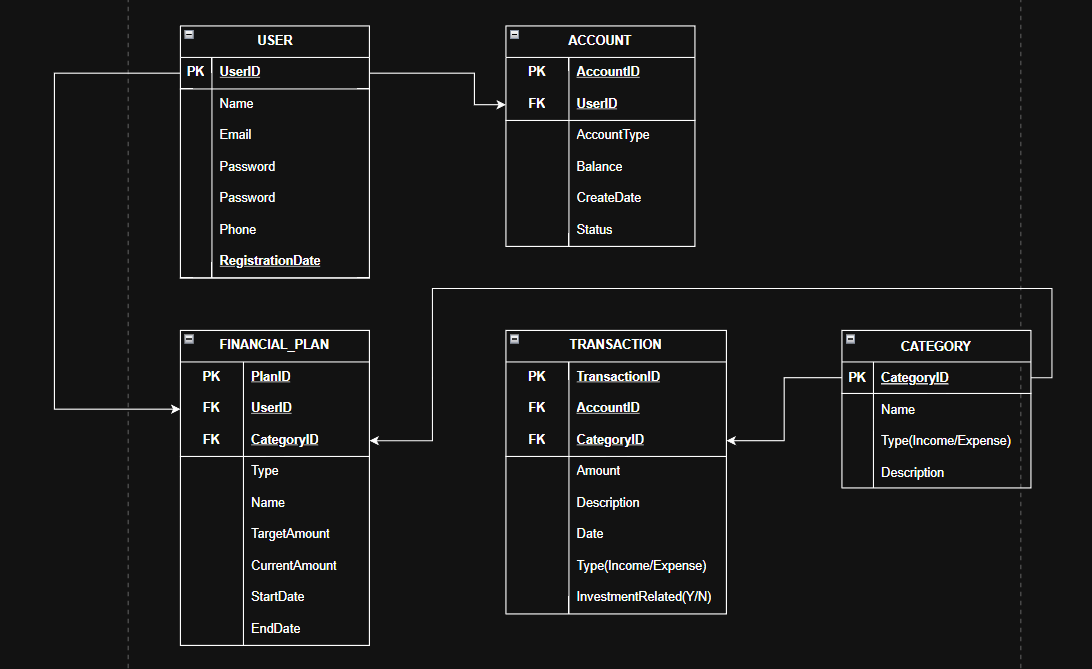 USER
PK UserID
Name
Email
Password
Password
Phone
RegistrationDate
ACCOUNT
PK AccountID
FK UserID
AccountType
Balance
CreateDate
Status
FINANCIAL_PLAN
PK PlanID
FK UserID
FK CategoryID
Type
Name
TargetAmount
CurrentAmount
StartDate
EndDate
TRANSACTION
PK TransactionID
FK AccountID
FK CategoryID
Amount
Description
Date
Type(Income/Expense)
InvestmentRelated(Y/N)
CATEGORY
PK CategoryID
Name
Type(Income/Expense)
Description